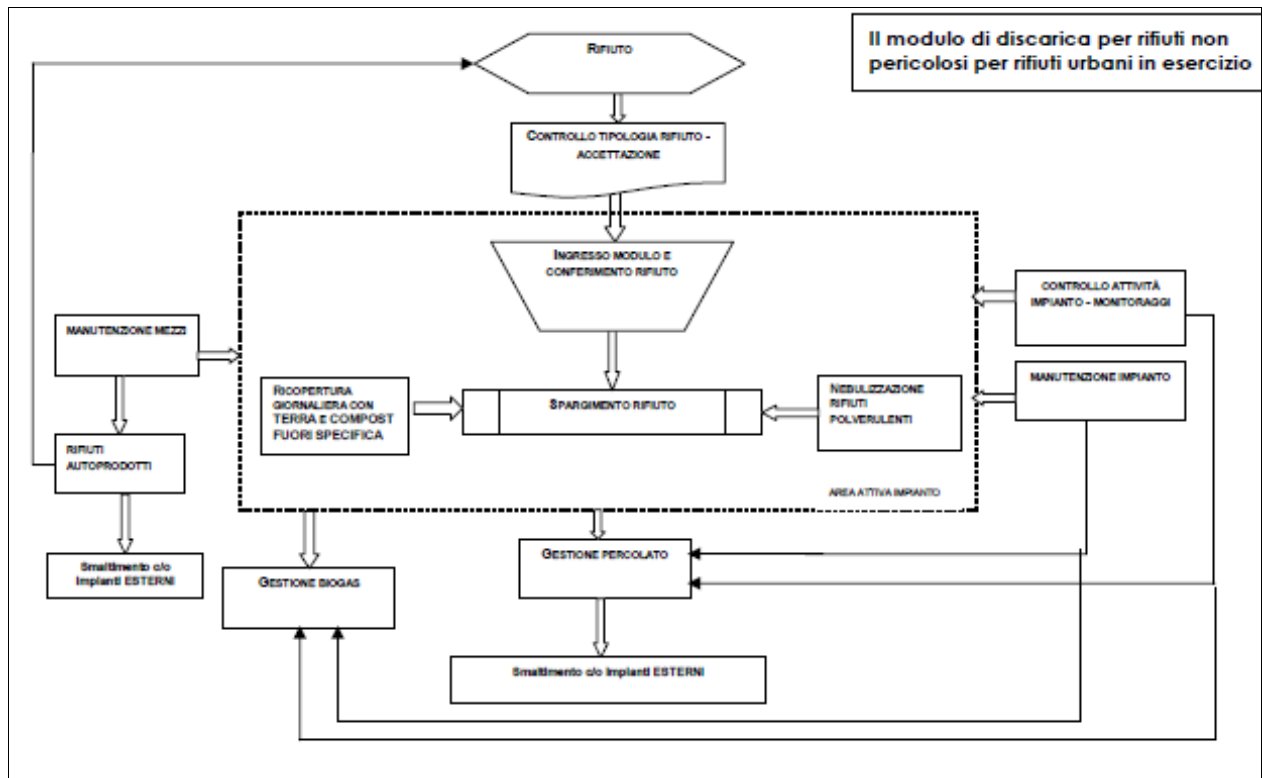 Il modulo di discarica per rifiuti non
pericolosi per rifiuti urbani in esercizio
RIFIUTO
CONTROLLO TIPOLOGIA RIFIUTO -
ACCETTAZIONE
INGRESSO MODULO E
CONFERIMENTO RIFIUTO
CONTROLLO ATTIVITÀ
IMPIANTO - MONITORAGGI
MANUTENZIONE MEZZI
MANUTENZIONE IMPIANTO
RICOPERTURA
GIORNALIERA CON
TERRA E COMPOST
FUORI SPECIFICA
SPARGIMENTO RIFIUTO
NEBULIZZAZIONE
RIFIUTI
POLVERULENTI
RIFIUTI
AUTOPRODOTTI
AREA ATTIVA IMPIANTO
Smaltimento c/o
Impianti ESTERNI
GESTIONE BIOGAS
GESTIONE PERCOLATO
Smaltimento c/o Impianti ESTERNI